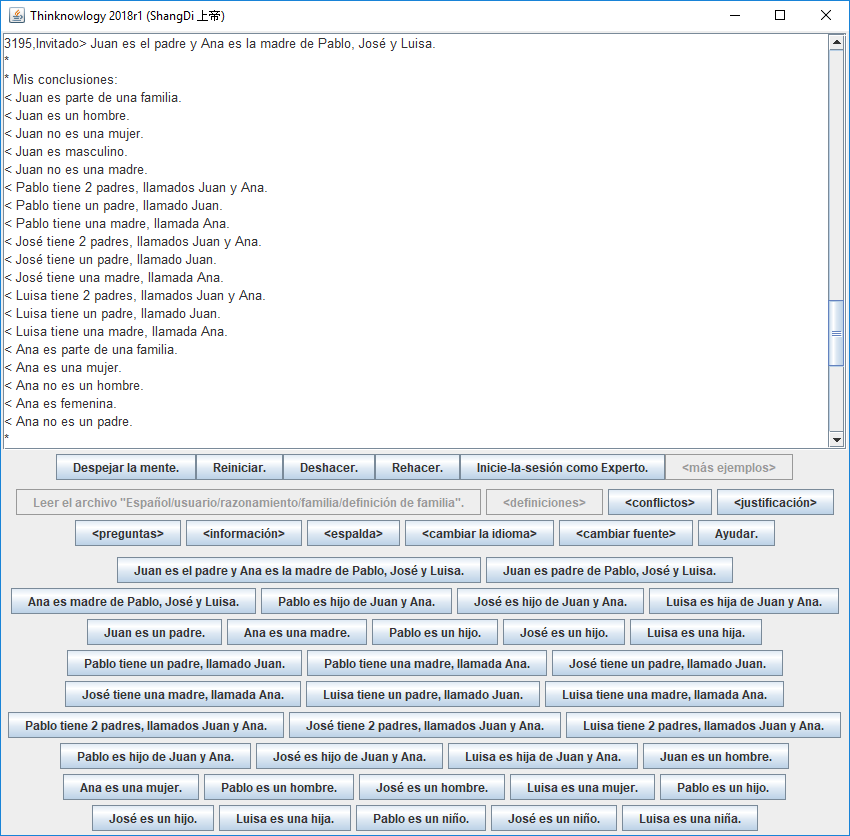 Thinknowlogy 2018r1 (ShangDi 上帝)
3195,Invitado> Juan es el padre y Ana es la madre de Pablo, José y Luisa.
*
* Mis conclusiones:
< Juan es parte de una familia.
< Juan es un hombre.
< Juan no es una mujer.
< Juan es masculino.
< Juan no es una madre.
< Pablo tiene 2 padres, llamados Juan y Ana.
< Pablo tiene un padre, llamado Juan.
< Pablo tiene una madre, llamada Ana.
< José tiene 2 padres, llamados Juan y Ana.
< José tiene un padre, llamado Juan.
< José tiene una madre, llamada Ana.
< Luisa tiene 2 padres, llamados Juan y Ana.
< Luisa tiene un padre, llamado Juan.
< Luisa tiene una madre, llamada Ana.
< Ana es parte de una familia.
< Ana es una mujer.
< Ana no es un hombre.
< Ana es femenina.
< Ana no es un padre.
*
Despejar la mente. Reiniciar. Deshacer. Rehacer. Inicie-la-sesión como Experto. <más ejemplos>
Leer el archivo "Español/usuario/razonamiento/familia/definición de familia". <definiciones> <conflictos> <justificación>
<preguntas> <información> <espalda> <cambiar la idioma> <cambiar fuente> Ayudar.
Juan es el padre y Ana es la madre de Pablo, José y Luisa. Juan es padre de Pablo, José y Luisa.
Ana es madre de Pablo, José y Luisa. Pablo es hijo de Juan y Ana. José es hijo de Juan y Ana. Luisa es hija de Juan y Ana.
Juan es un padre. Ana es una madre. Pablo es un hijo. José es un hijo. Luisa es una hija.
Pablo tiene un padre, llamado Juan. Pablo tiene una madre, llamada Ana. José tiene un padre, llamado Juan.
José tiene una madre, llamada Ana. Luisa tiene un padre, llamado Juan. Luisa tiene una madre, llamada Ana.
Pablo tiene 2 padres, llamados Juan y Ana. José tiene 2 padres, llamados Juan y Ana. Luisa tiene 2 padres, llamados Juan y Ana.
Pablo es hijo de Juan y Ana. José es hijo de Juan y Ana. Luisa es hija de Juan y Ana. Juan es un hombre.
Ana es una mujer. Pablo es un hombre. José es un hombre. Luisa es una mujer. Pablo es un hijo.
José es un hijo. Luisa es una hija. Pablo es un niño. José es un niño. Luisa es una niña.